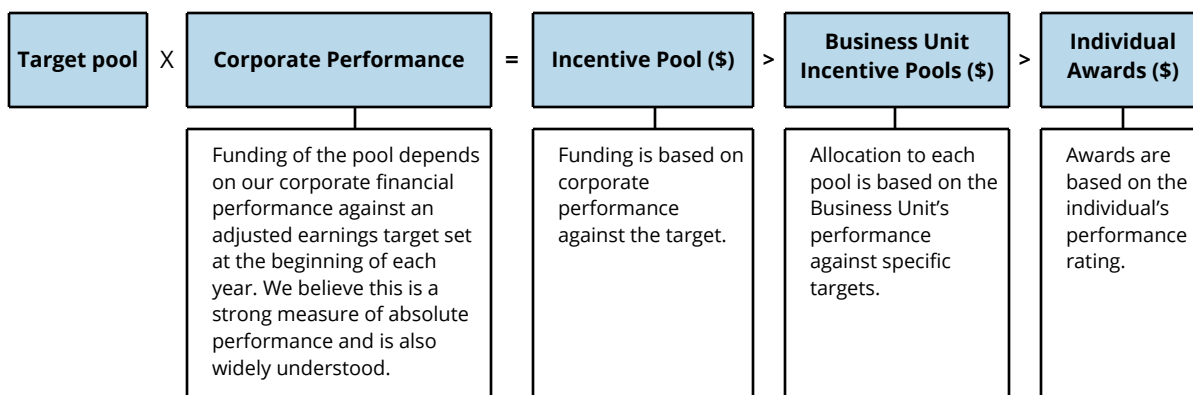 Target pool
X
Corporate Performance
=
Incentive Pool ($)
>
Business Unit
Incentive Pools ($)
>
Individual
Awards ($)
Funding of the pool depends
on our corporate financial
performance against an
adjusted earnings target set
at the beginning of each
year. We believe this is a
strong measure of absolute
performance and is also
widely understood.
Funding is based on
corporate
performance
against the target.
Allocation to each
pool is based on the
Business Unit’s
performance
against specific
targets.
Awards are
based on the
individual’s
performance
rating.